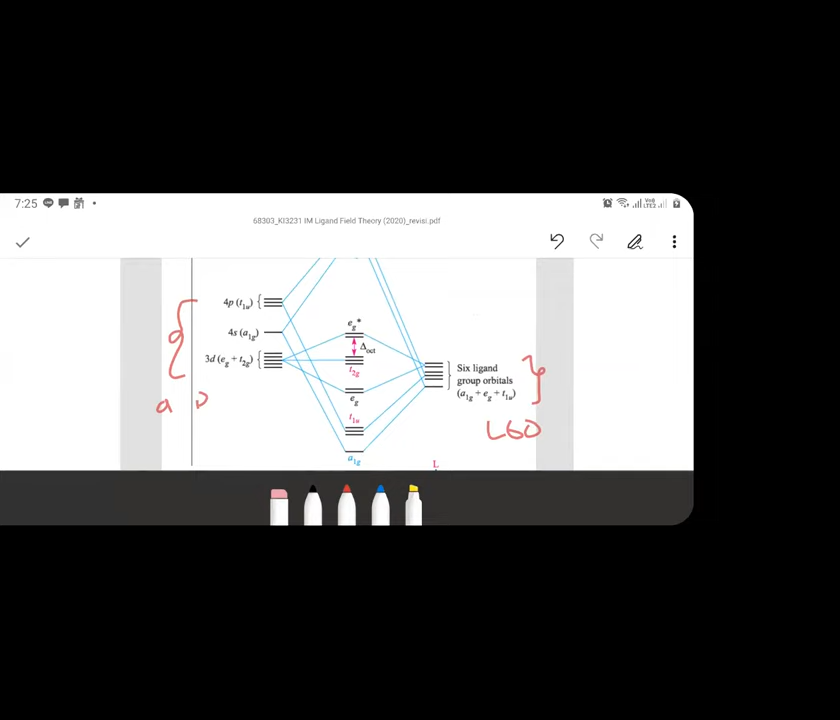 7:25
68303_KI3231 IM Ligand Field Theory (2020)_revisi.pdf
4p (t1u)
4s (a1g)
3d (eg + t2g)
eg*
Δoct
t2g
eg
t1u
a1g
Six ligand
group orbitals
(a1g + eg + t1u)
LGO
L